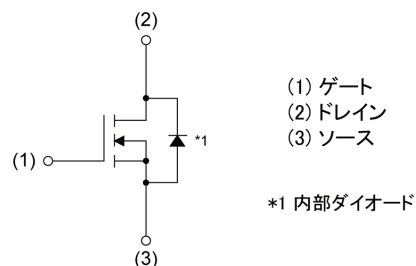 (2)
(1) ゲート
(2) ドレイン
(3) ソース
*1
(1)
*1 内部ダイオード
(3)